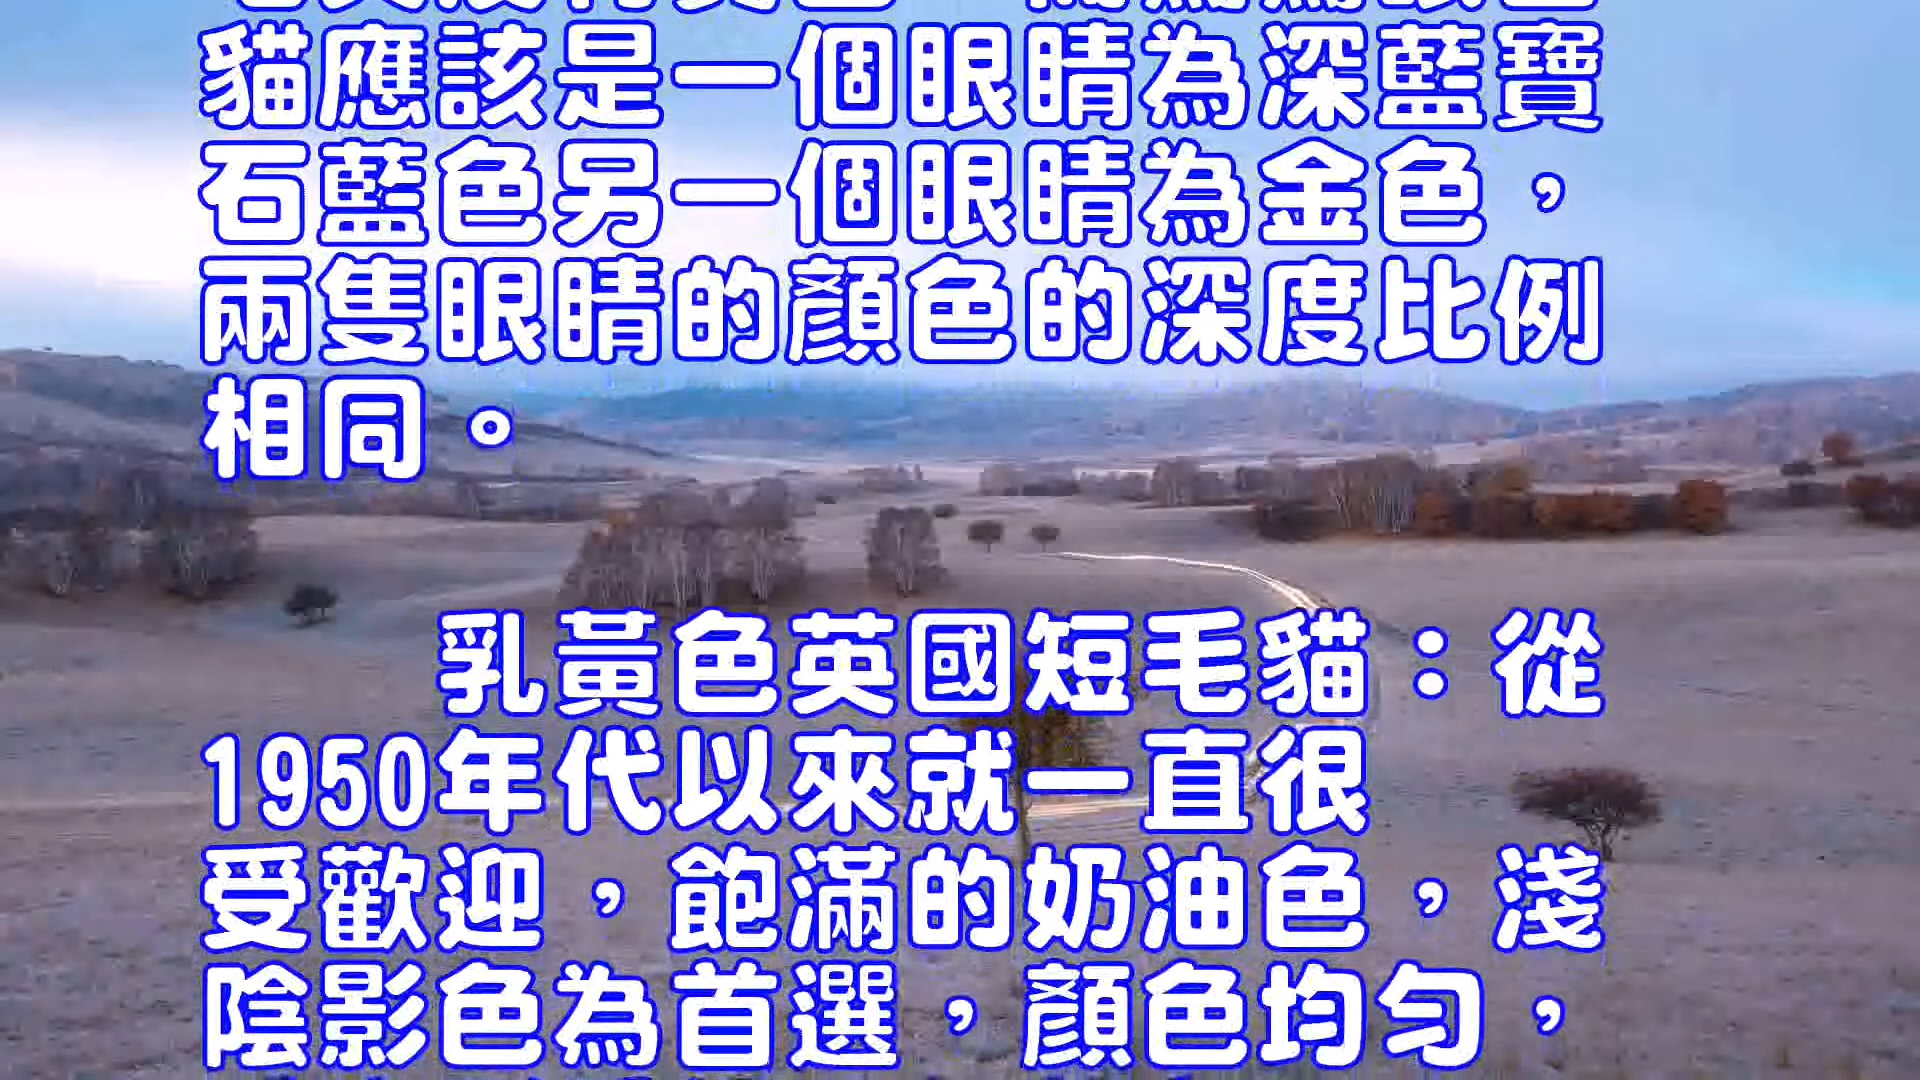 貓應該是一個眼睛為深藍寶
石藍色另一個眼睛為金色，
兩隻眼睛的顏色的深度比例
相同。
乳黃色英國短毛貓：從
1950年代以來就一直很
受歡迎，飽滿的奶油色，淺
陰影色為首選，顏色均勻，